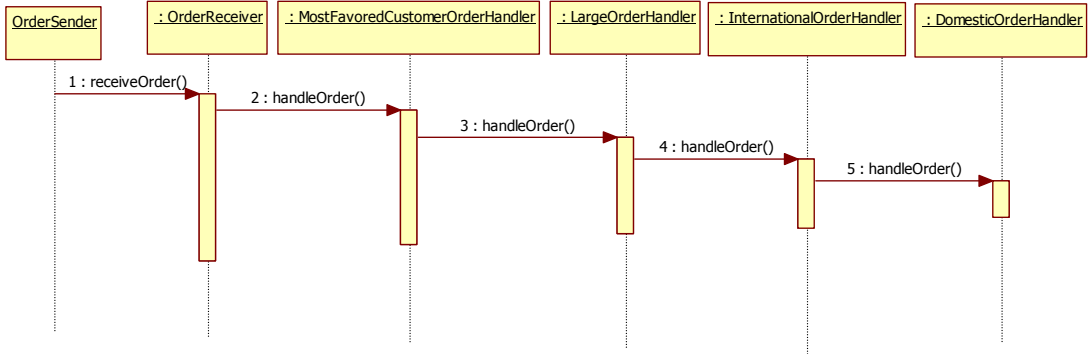 OrderSender
: OrderReceiver
: MostFavoredCustomerOrderHandler
: LargeOrderHandler
: InternationalOrderHandler
: DomesticOrderHandler
1 : receiveOrder()
2 : handleOrder()
3 : handleOrder()
4 : handleOrder()
5 : handleOrder()